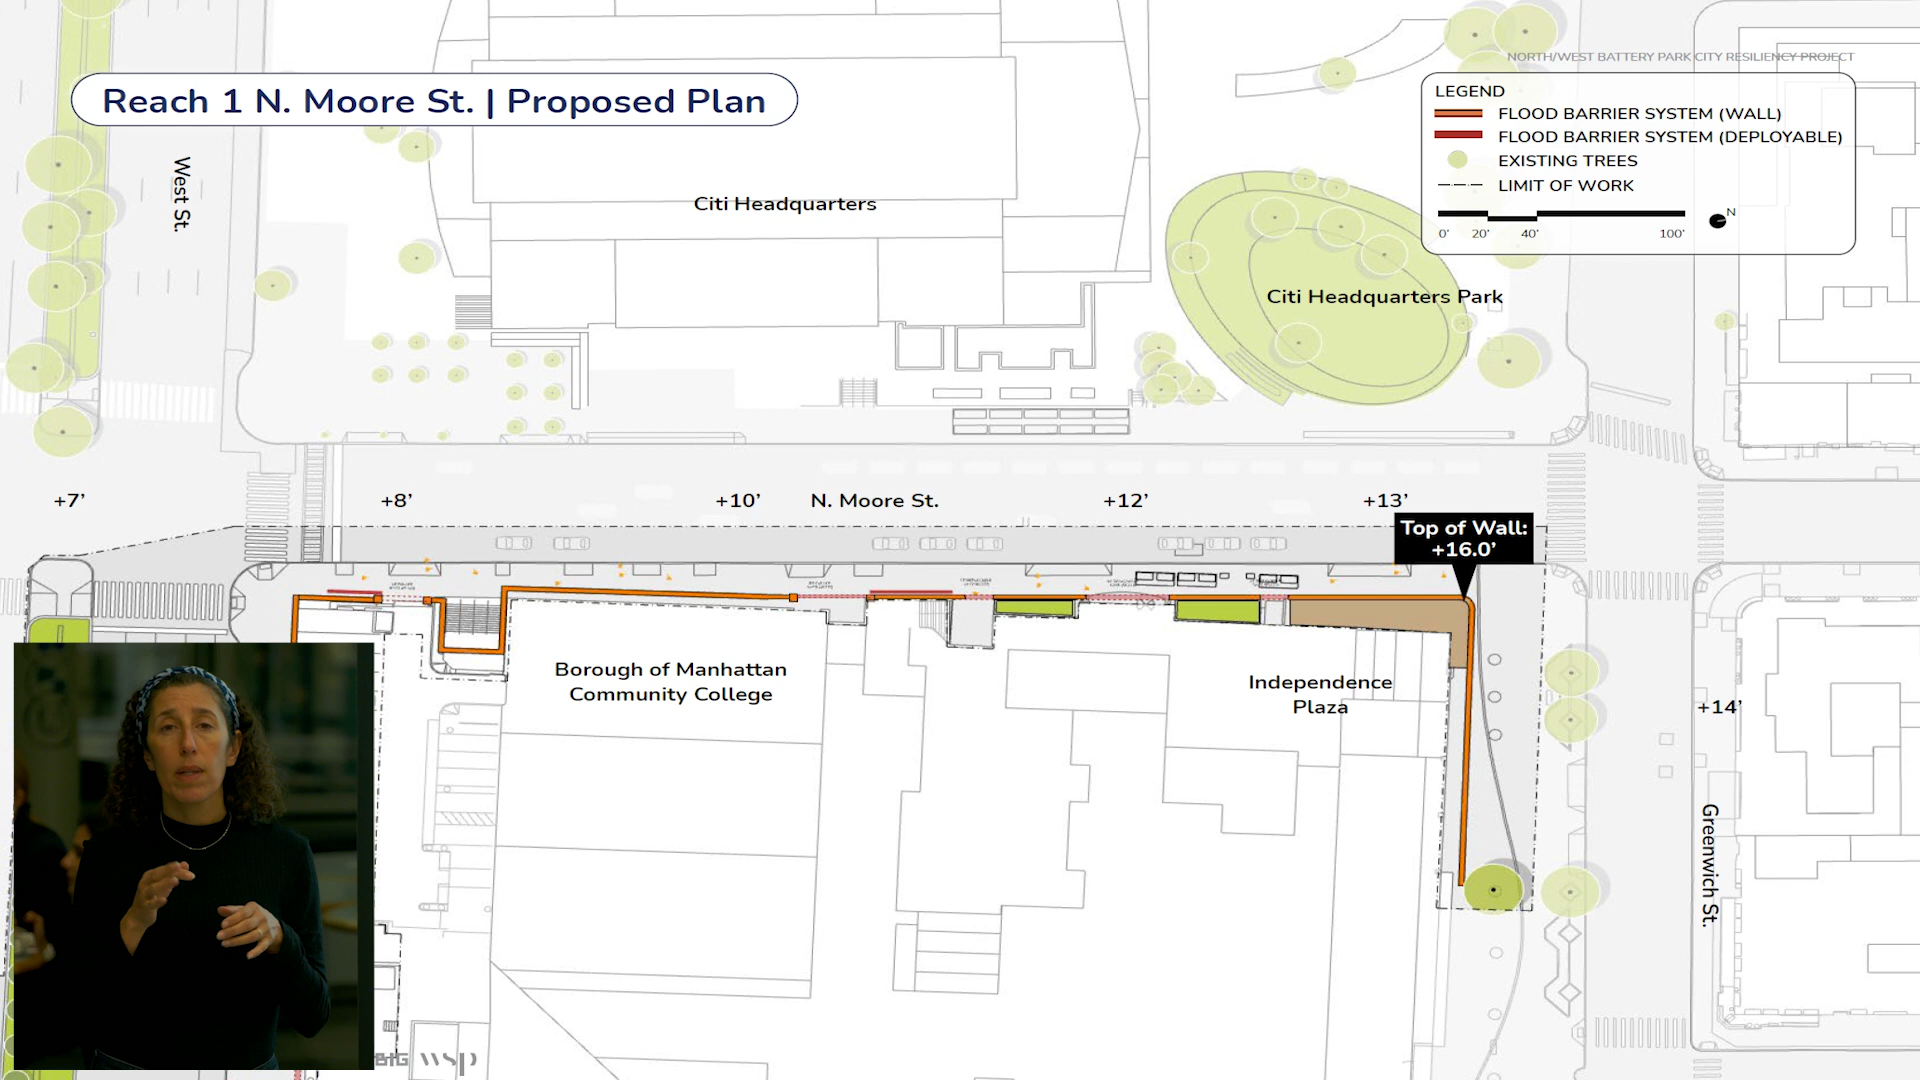 NORTH/WEST BATTERY PARK CITY RESILIENCY PROJECT
Reach 1 N. Moore St. | Proposed Plan
LEGEND
FLOOD BARRIER SYSTEM (WALL)
FLOOD BARRIER SYSTEM (DEPLOYABLE)
EXISTING TREES
LIMIT OF WORK
N
0' 20' 40' 100'
West St.
Citi Headquarters
Citi Headquarters Park
+7’
+8’
+10’
N. Moore St.
+12’
+13’
Top of Wall:
+16.0’
Borough of Manhattan
Community College
Independence
Plaza
+14’
Greenwich St.
BIG wsp